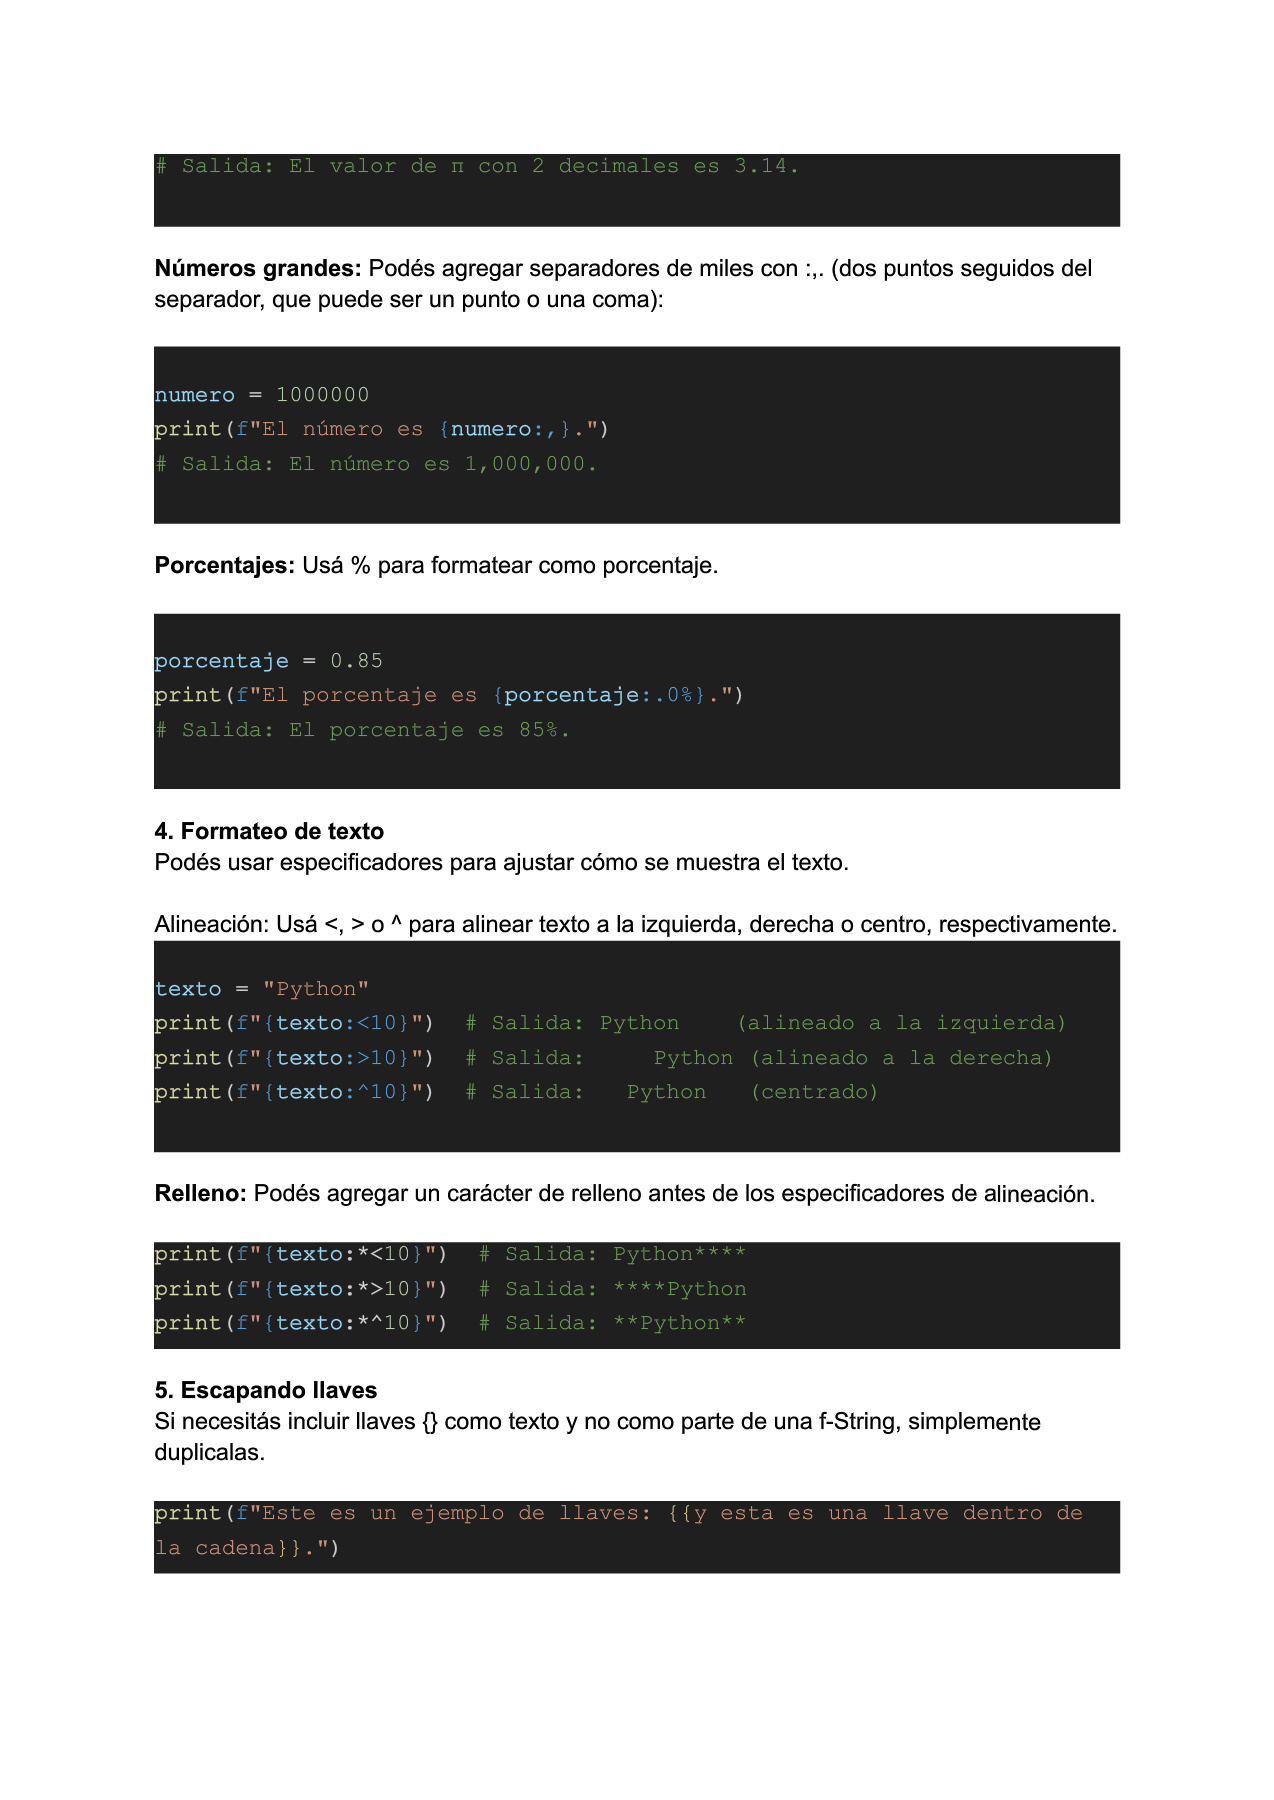 # Salida: El valor de π con 2 decimales es 3.14.
Números grandes: Podés agregar separadores de miles con :,. (dos puntos seguidos del
separador, que puede ser un punto o una coma):
numero = 1000000
print(f"El número es {numero:,}.")
# Salida: El número es 1,000,000.
Porcentajes: Usá % para formatear como porcentaje.
porcentaje = 0.85
print(f"El porcentaje es {porcentaje:.0%}.")
# Salida: El porcentaje es 85%.
4. Formateo de texto
Podés usar especificadores para ajustar cómo se muestra el texto.
Alineación: Usá <, > o ^ para alinear texto a la izquierda, derecha o centro, respectivamente.
texto = "Python"
print(f"{texto:<10}")  # Salida: Python    (alineado a la izquierda)
print(f"{texto:>10}")  # Salida:     Python (alineado a la derecha)
print(f"{texto:^10}")  # Salida:   Python   (centrado)
Relleno: Podés agregar un carácter de relleno antes de los especificadores de alineación.
print(f"{texto:*<10}")  # Salida: Python****
print(f"{texto:*>10}")  # Salida: ****Python
print(f"{texto:*^10}")  # Salida: **Python**
5. Escapando llaves
Si necesitás incluir llaves {} como texto y no como parte de una f-String, simplemente
duplicalas.
print(f"Este es un ejemplo de llaves: {{y esta es una llave dentro de
la cadena}}.")